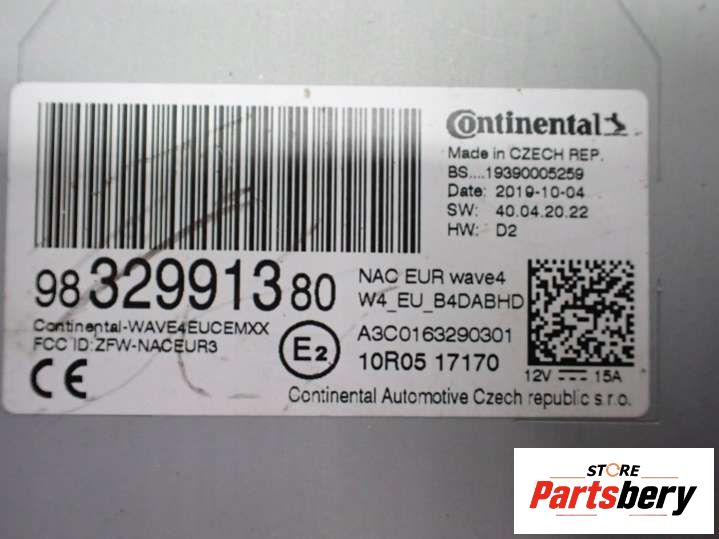 Continental
Made in CZECH REP.
BS....19390005259
Date: 2019-10-04
SW: 40.04.20.22
HW: D2
98 329913 80
NAC EUR wave4
W4_EU_B4DABHD
Continental-WAVE4EUCEMXX
FCC ID:ZFW-NACEUR3
E2
A3C0163290301
10R05 17170
12V 15A
CE
Continental Automotive Czech republic s.r.o.
STORE
Partsbery